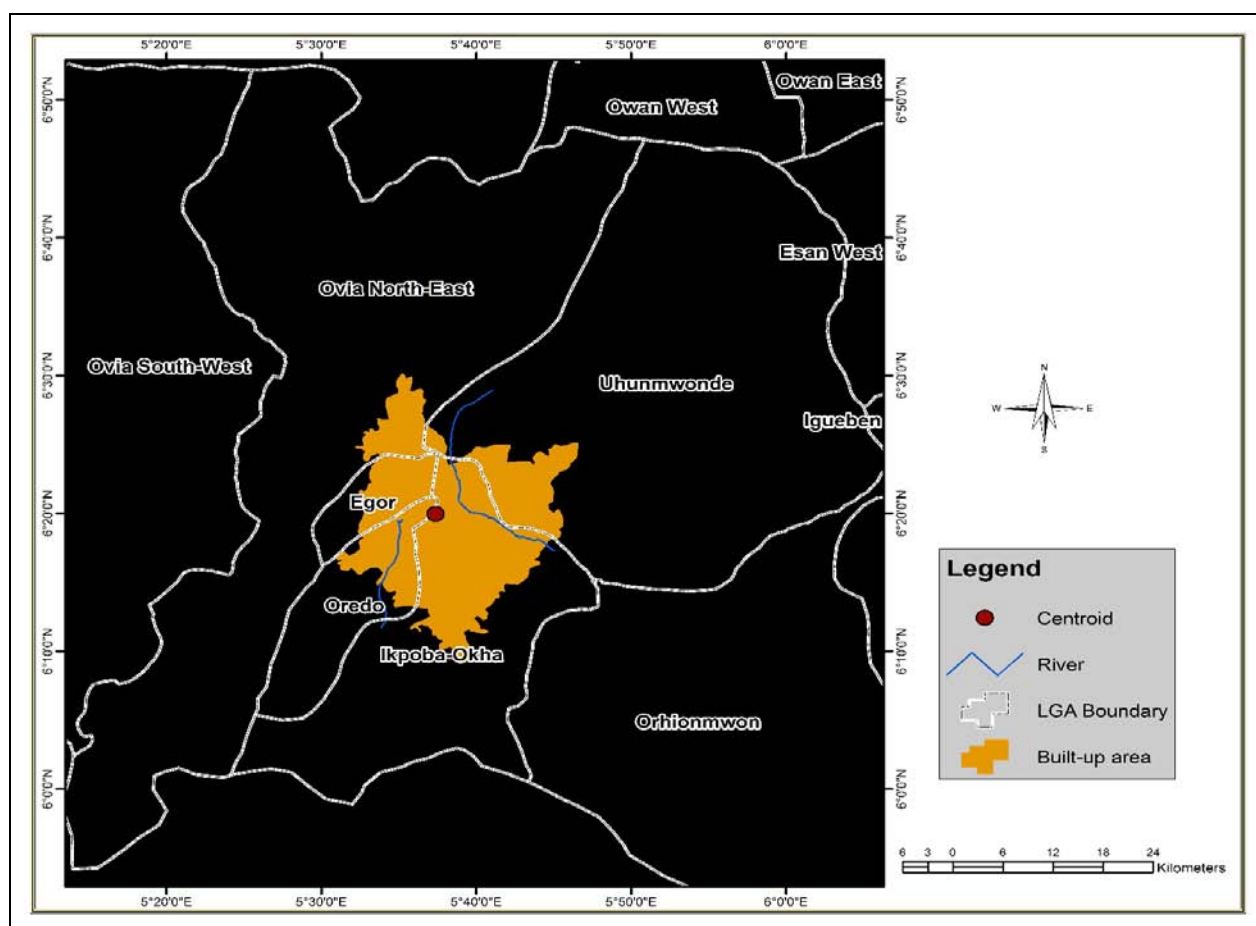 5°20'0"E 5°30'0"E 5°40'0"E 5°50'0"E 6°0'0"E
6°50'0"N 6°50'0"N
6°40'0"N 6°40'0"N
6°30'0"N 6°30'0"N
6°20'0"N 6°20'0"N
6°10'0"N 6°10'0"N
6°0'0"N 6°0'0"N
Owan East
Owan West
Esan West
Ovia North-East
Ovia South-West
Uhunmwonde
Igueben
Egor
Oredo
Ikpoba-Okha
Orhionmwon
5°20'0"E 5°30'0"E 5°40'0"E 5°50'0"E 6°0'0"E
N
W E
S
Legend
Centroid
River
LGA Boundary
Built-up area
6 3 0 6 12 18 24
Kilometers